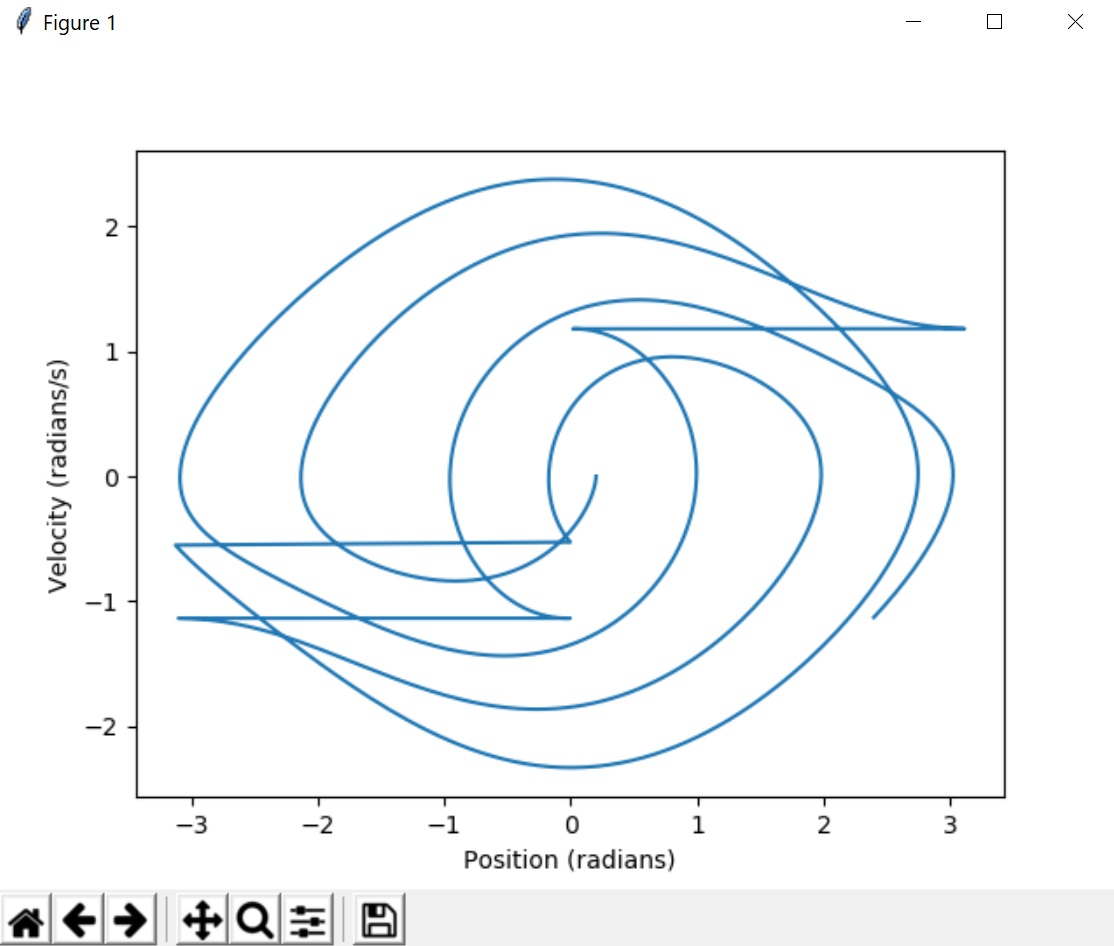 Figure 1
2
1
0
−1
−2
Velocity (radians/s)
−3 −2 −1 0 1 2 3
Position (radians)